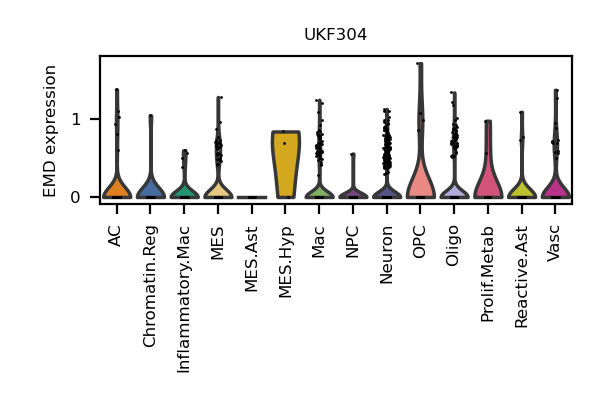 UKF304
EMD expression
1
0
AC
Chromatin.Reg
Inflammatory.Mac
MES
MES.Ast
MES.Hyp
Mac
NPC
Neuron
OPC
Oligo
Prolif.Metab
Reactive.Ast
Vasc